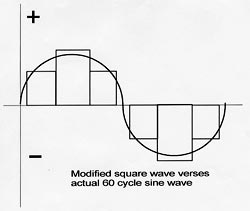 +
–
Modified square wave verses
actual 60 cycle sine wave